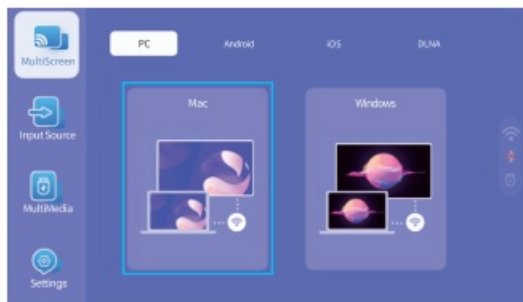 MultiScreen
PC
Android
iOS
DLNA
Mac
Windows
Input Source
MultiMedia
Settings